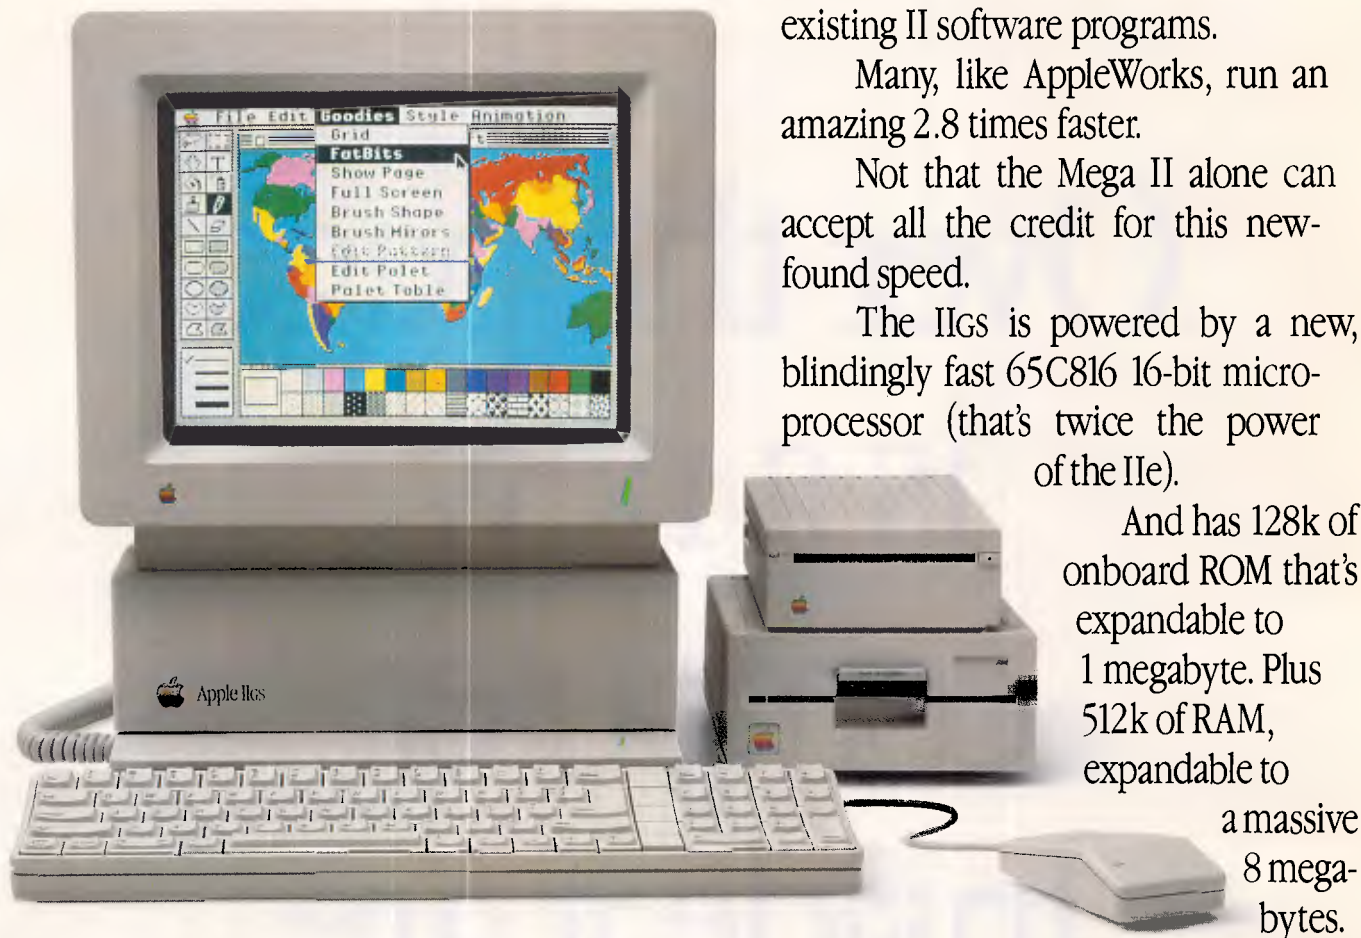 existing II software programs.
Many, like AppleWorks, run an
amazing 2.8 times faster.
Not that the Mega II alone can
accept all the credit for this new-
found speed.
The IIGS is powered by a new,
blindingly fast 65C816 16-bit micro-
processor (that's twice the power
of the IIe).
And has 128k of
onboard ROM that's
expandable to
1 megabyte. Plus
512k of RAM,
expandable to
a massive
8 mega-
bytes.
File Edit Goodies Style Animation
Grid
FatBits
Show Page
Full Screen
Brush Shape
Brush Mirors
Edit Pattern
Edit Palet
Palet Table
T
Apple IIGS